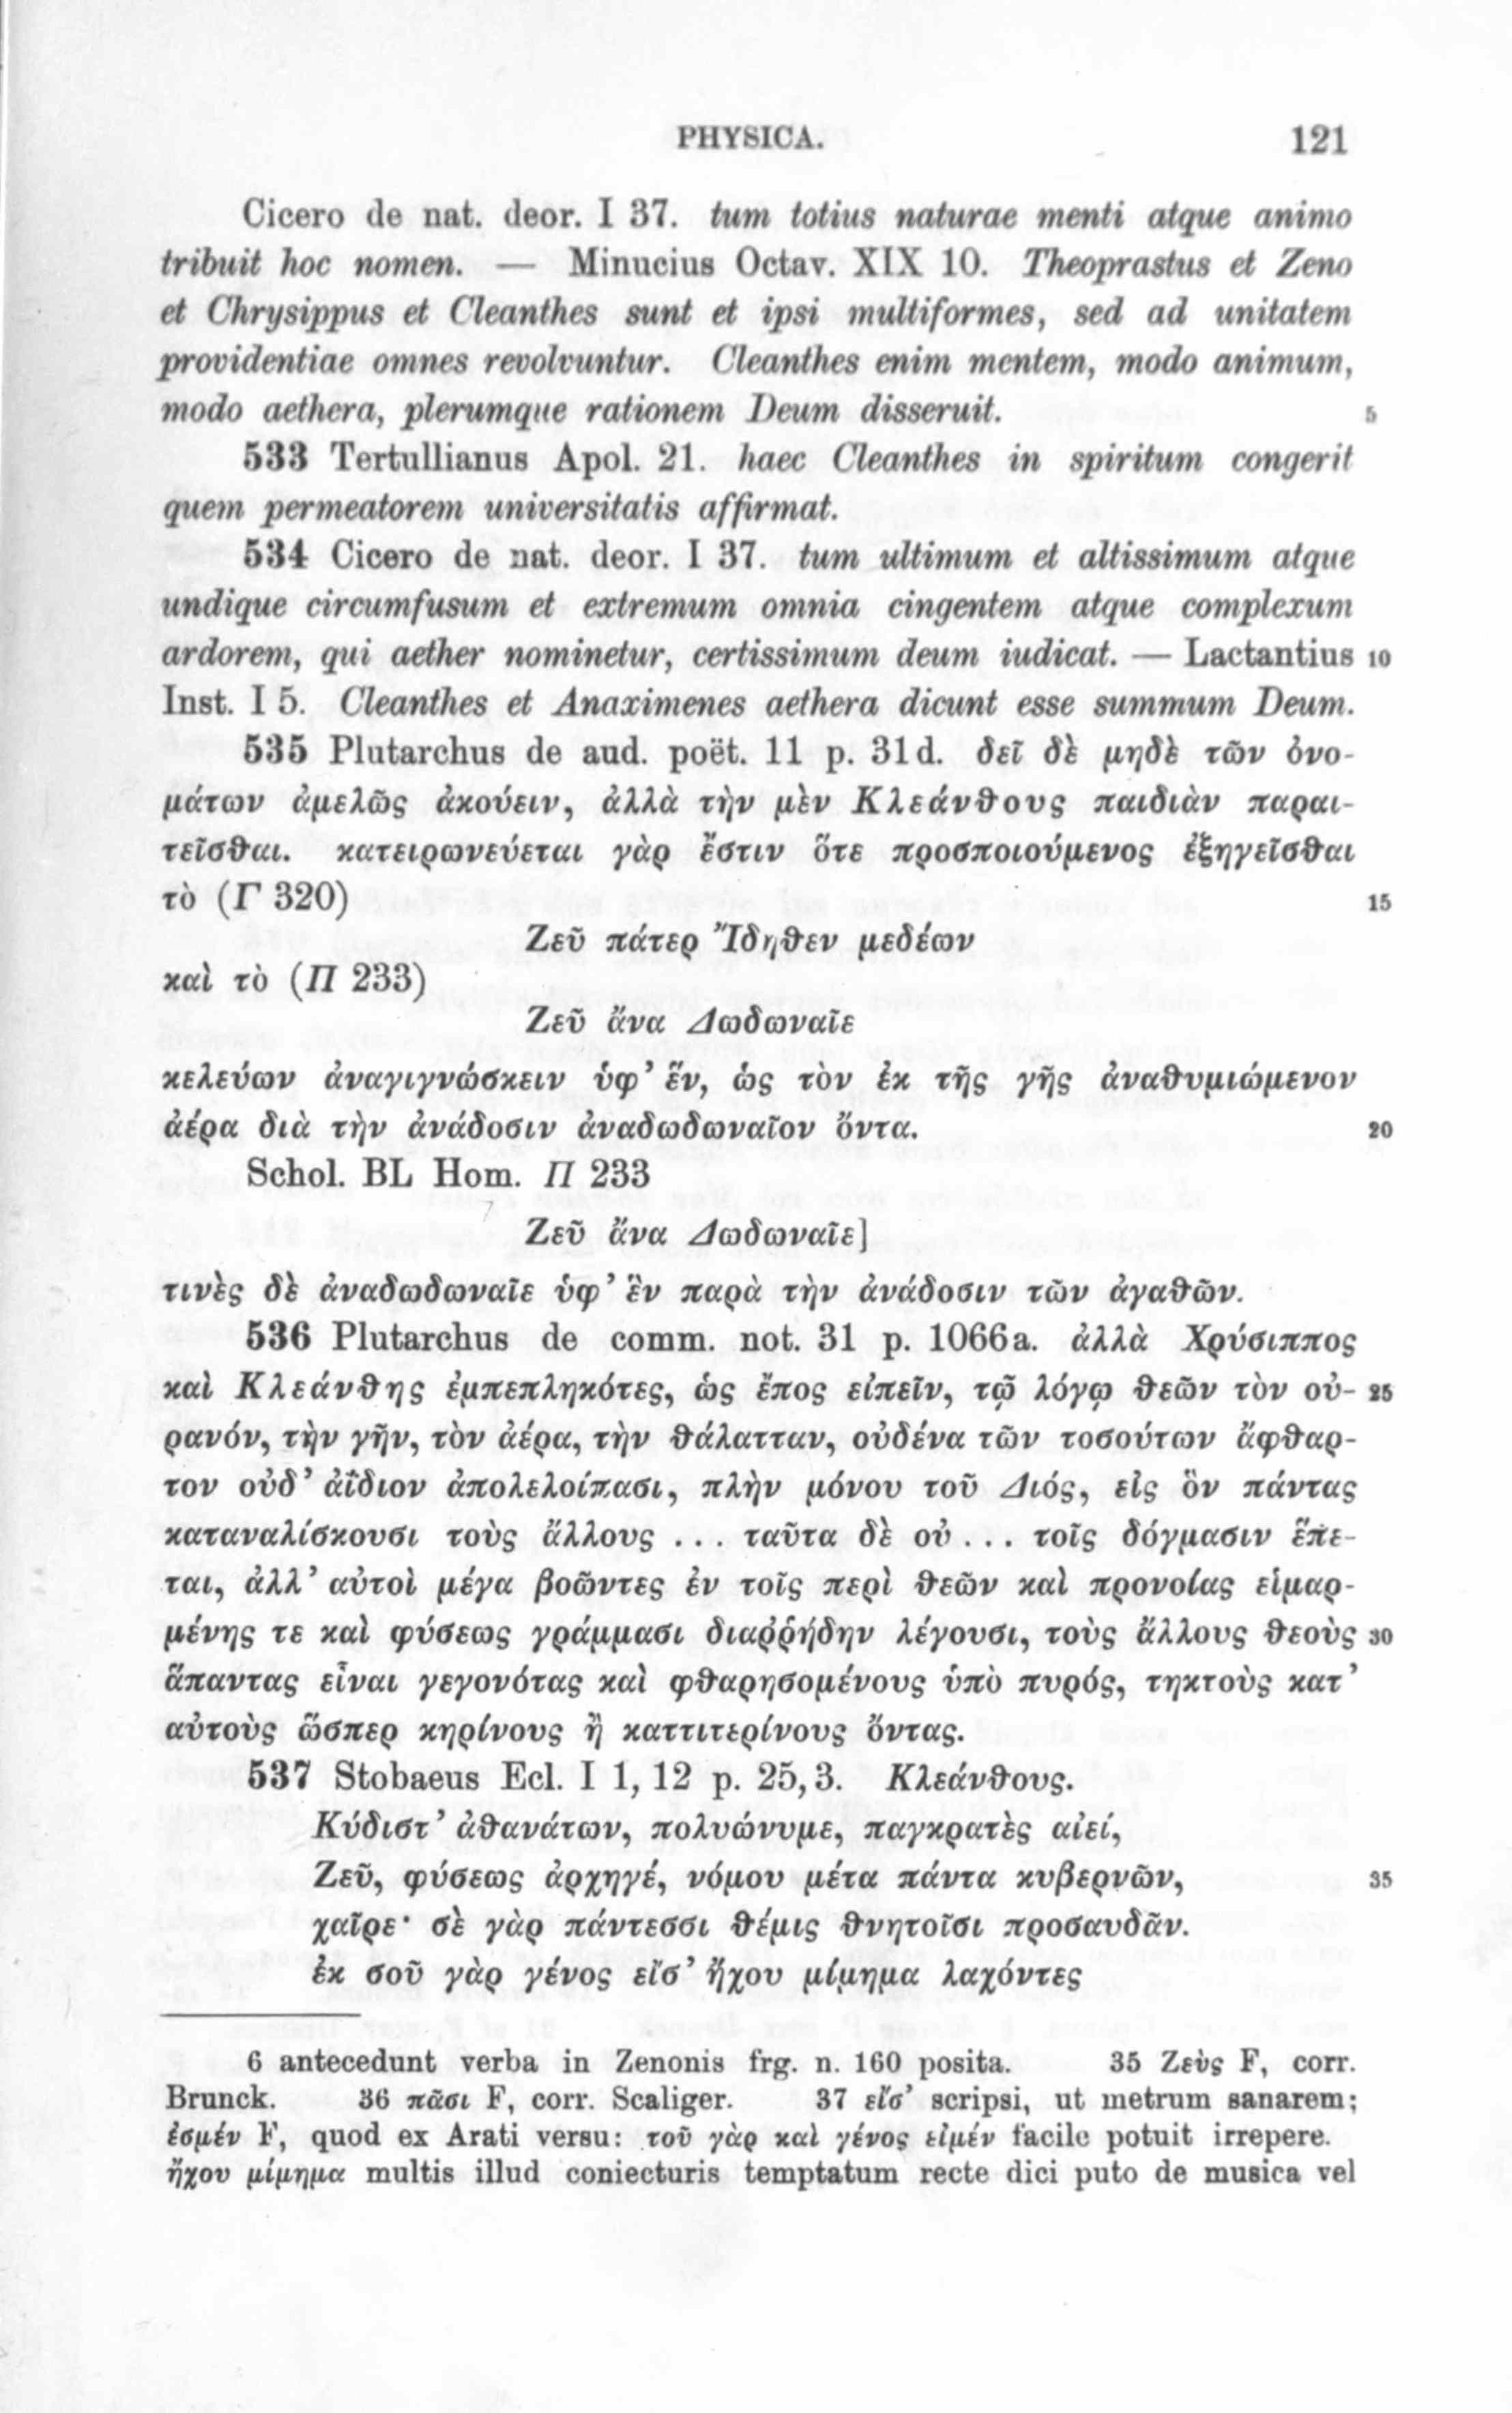 PHYSICA. 121
Cicero de nat. deor. I 37. tum totius naturae menti atque animo
tribuit hoc nomen. — Minucius Octav. XIX 10. Theoprastus et Zeno
et Chrysippus et Cleanthes sunt et ipsi multiformes, sed ad unitatem
providentiae omnes revolvuntur. Cleanthes enim mentem, modo animum,
modo aethera, plerumque rationem Deum disseruit. 5
533 Tertullianus Apol. 21. haec Cleanthes in spiritum congerit
quem permeatorem universitatis affirmat.
534 Cicero de nat. deor. I 37. tum ultimum et altissimum atque
undique circumfusum et extremum omnia cingentem atque complexum
ardorem, qui aether nominetur, certissimum deum iudicat. — Lactantius 10
Inst. I 5. Cleanthes et Anaximenes aethera dicunt esse summum Deum.
535 Plutarchus de aud. poët. 11 p. 31d. δεῖ δὲ μηδὲ τῶν ὀνο-
μάτων ἀμελῶς ἀκούειν, ἀλλὰ τὴν μὲν Κλεάνθους παιδιὰν παραι-
τεῖσθαι. κατειρωνεύεται γὰρ ἔστιν ὅτε προσποιούμενος ἐξηγεῖσθαι
τὸ (Γ 320) 15
Ζεῦ πάτερ Ἴδηθεν μεδέων
καὶ τὸ (Π 233)
Ζεῦ ἄνα Δωδωναῖε
κελεύων ἀναγιγνώσκειν ὑφ’ ἕν, ὡς τὸν ἐκ τῆς γῆς ἀναθυμιώμενον
ἀέρα διὰ τὴν ἀνάδοσιν ἀναδωδωναῖον ὄντα. 20
Schol. BL Hom. Π 233
Ζεῦ ἄνα Δωδωναῖε]
τινὲς δὲ ἀναδωδωναῖε ὑφ’ ἓν παρὰ τὴν ἀνάδοσιν τῶν ἀγαθῶν.
536 Plutarchus de comm. not. 31 p. 1066a. ἀλλὰ Χρύσιππος
καὶ Κλεάνθης ἐμπεπληκότες, ὡς ἔπος εἰπεῖν, τῷ λόγῳ θεῶν τὸν οὐ- 25
ρανόν, τὴν γῆν, τὸν ἀέρα, τὴν θάλατταν, οὐδένα τῶν τοσούτων ἄφθαρ-
τον οὐδ’ ἀΐδιον ἀπολελοίπασι, πλὴν μόνου τοῦ Διός, εἰς ὃν πάντας
καταναλίσκουσι τοὺς ἄλλους ... ταῦτα δὲ οὐ ... τοῖς δόγμασιν ἕπε-
ται, ἀλλ’ αὐτοὶ μέγα βοῶντες ἐν τοῖς περὶ θεῶν καὶ προνοίας εἱμαρ-
μένης τε καὶ φύσεως γράμμασι διαῤῥήδην λέγουσι, τοὺς ἄλλους θεοὺς 30
ἅπαντας εἶναι γεγονότας καὶ φθαρησομένους ὑπὸ πυρός, τηκτοὺς κατ’
αὐτοὺς ὥσπερ κηρίνους ἢ καττιτερίνους ὄντας.
537 Stobaeus Ecl. I 1, 12 p. 25,3. Κλεάνθους.
Κύδιστ’ ἀθανάτων, πολυώνυμε, παγκρατὲς αἰεί,
Ζεῦ, φύσεως ἀρχηγέ, νόμου μέτα πάντα κυβερνῶν, 35
χαῖρε· σὲ γὰρ πάντεσσι θέμις θνητοῖσι προσαυδᾶν.
ἐκ σοῦ γὰρ γένος εἴσ’ ἤχου μίμημα λαχόντες
6 antecedunt verba in Zenonis frg. n. 160 posita. 35 Ζεὺς F, corr.
Brunck. 36 πᾶσι F, corr. Scaliger. 37 εἴσ’ scripsi, ut metrum sanarem;
ἐσμέν F, quod ex Arati versu: τοῦ γὰρ καὶ γένος εἰμέν facile potuit irrepere.
ἤχου μίμημα multis illud coniecturis temptatum recte dici puto de musica vel